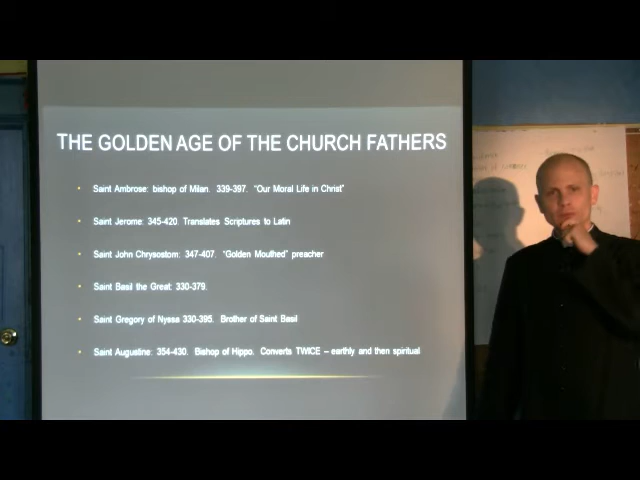 THE GOLDEN AGE OF THE CHURCH FATHERS
• Saint Ambrose: bishop of Milan. 339-397. "Our Moral Life in Christ"
• Saint Jerome: 345-420. Translates Scriptures to Latin
• Saint John Chrysostom: 347-407. "Golden Mouthed" preacher
• Saint Basil the Great: 330-379.
• Saint Gregory of Nyssa 330-395. Brother of Saint Basil
• Saint Augustine: 354-430. Bishop of Hippo. Converts TWICE – earthly and then spiritual